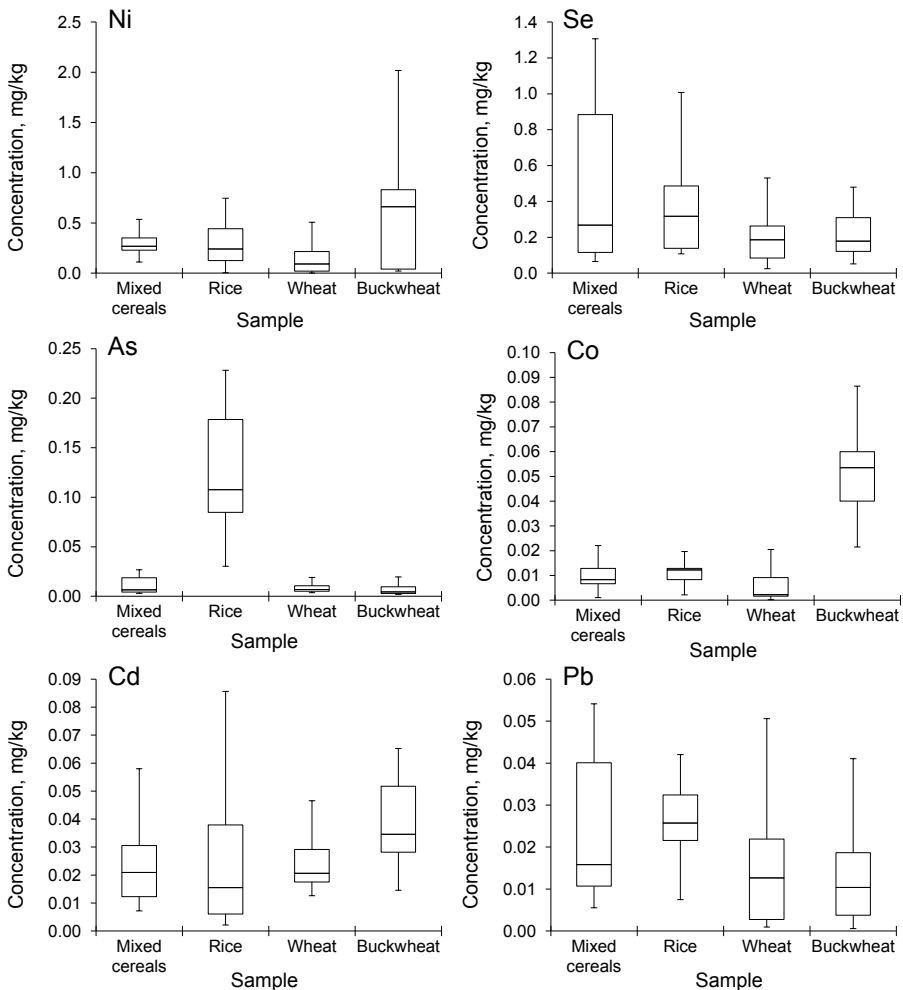 Ni
Concentration, mg/kg
2.5
2.0
1.5
1.0
0.5
0.0
Mixed cereals
Rice
Wheat
Buckwheat
Sample
Se
Concentration, mg/kg
1.4
1.2
1.0
0.8
0.6
0.4
0.2
0.0
Mixed cereals
Rice
Wheat
Buckwheat
Sample
As
Concentration, mg/kg
0.25
0.20
0.15
0.10
0.05
0.00
Mixed cereals
Rice
Wheat
Buckwheat
Sample
Co
Concentration, mg/kg
0.10
0.09
0.08
0.07
0.06
0.05
0.04
0.03
0.02
0.01
0.00
Mixed cereals
Rice
Wheat
Buckwheat
Sample
Cd
Concentration, mg/kg
0.09
0.08
0.07
0.06
0.05
0.04
0.03
0.02
0.01
0.00
Mixed cereals
Rice
Wheat
Buckwheat
Sample
Pb
Concentration, mg/kg
0.06
0.05
0.04
0.03
0.02
0.01
0.00
Mixed cereals
Rice
Wheat
Buckwheat
Sample